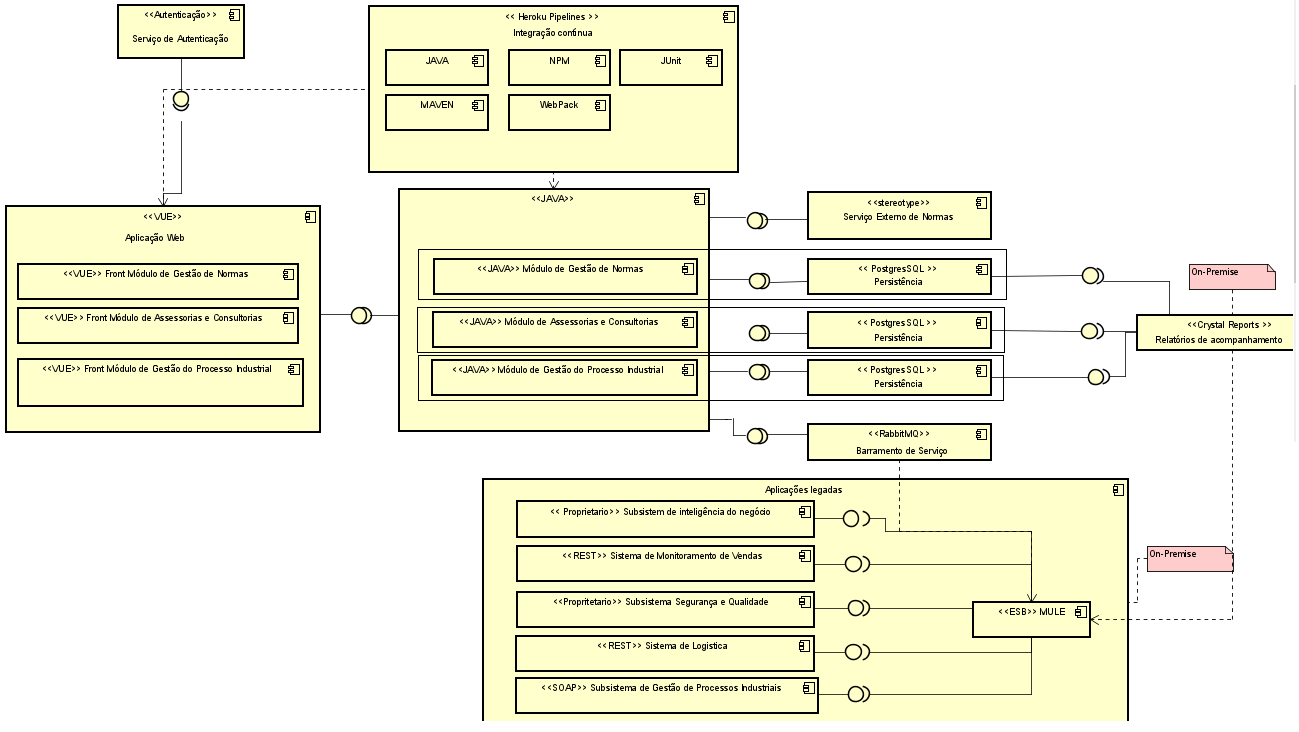 <<Autenticação>>
Serviço de Autenticação
<< Heroku Pipelines >>
Integração continua
JAVA
NPM
JUnit
MAVEN
WebPack
<<VUE>>
Aplicação Web
<<VUE>> Front Módulo de Gestão de Normas
<<VUE>> Front Módulo de Assessorias e Consultorias
<<VUE>> Front Módulo de Gestão do Processo Industrial
<<JAVA>>
<<JAVA>> Módulo de Gestão de Normas
<<JAVA>> Módulo de Assessorias e Consultorias
<<JAVA>> Módulo de Gestão do Processo Industrial
<<stereotype>>
Serviço Externo de Normas
<< PostgresSQL >>
Persistência
<< PostgresSQL >>
Persistência
<< PostgresSQL >>
Persistência
<<RabbitMQ>>
Barramento de Serviço
On-Premise
<<Crystal Reports >>
Relatórios de acompanhamento
Aplicações legadas
<< Proprietario>> Subsistem de inteligência do negócio
<<REST>> Sistema de Monitoramento de Vendas
<<Propritetario>> Subsistema Segurança e Qualidade
<<REST>> Sistema de Logistica
<<SOAP>> Subsistema de Gestão de Processos Industriais
<<ESB>> MULE
On-Premise